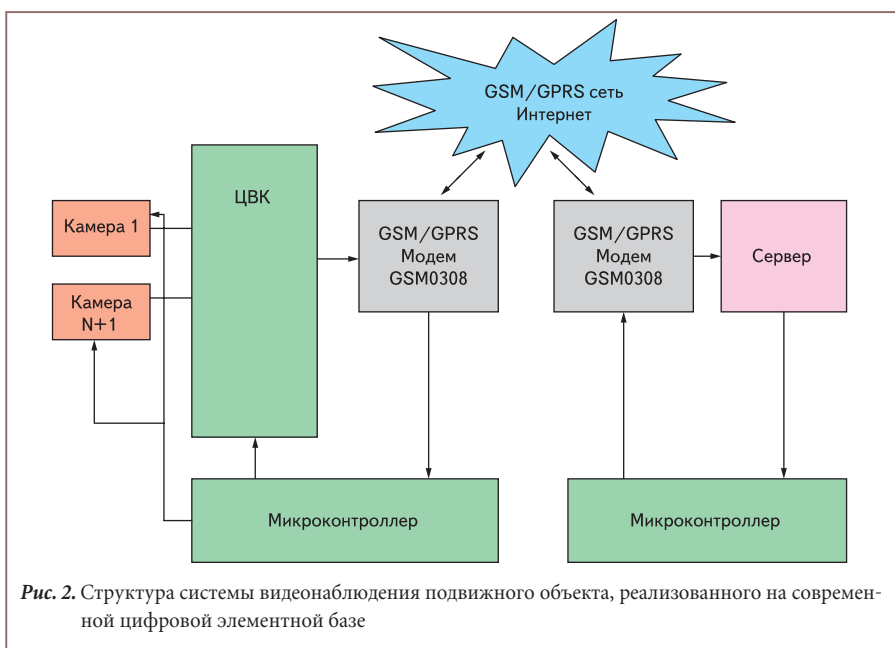 GSM/GPRS сеть
Интернет
ЦВК
Камера 1
Камера
N+1
GSM/GPRS
Модем
GSM0308
GSM/GPRS
Модем
GSM0308
Сервер
Микроконтроллер
Микроконтроллер
Рис. 2. Структура системы видеонаблюдения подвижного объекта, реализованного на современ-
ной цифровой элементной базе